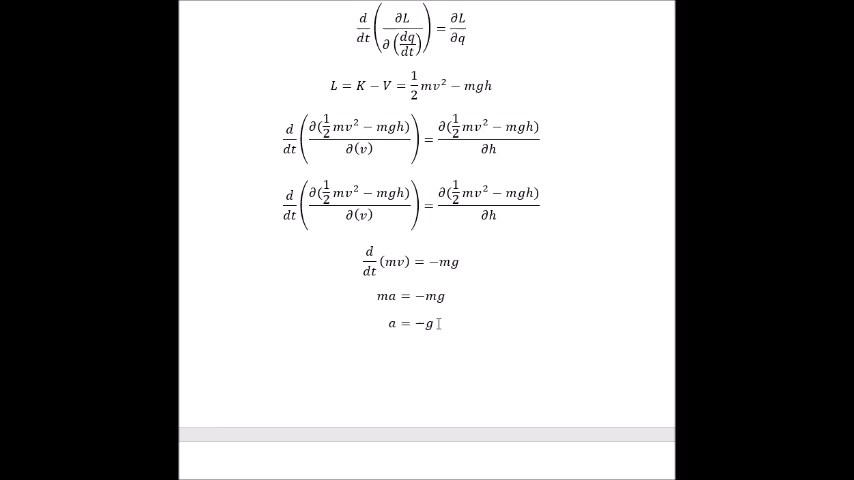 d/dt (∂L / ∂(dq/dt)) = ∂L/∂q
L = K − V = 1/2 mv² − mgh
d/dt (∂(1/2 mv² − mgh) / ∂(v)) = ∂(1/2 mv² − mgh) / ∂h
d/dt (∂(1/2 mv² − mgh) / ∂(v)) = ∂(1/2 mv² − mgh) / ∂h
d/dt (mv) = −mg
ma = −mg
a = −g